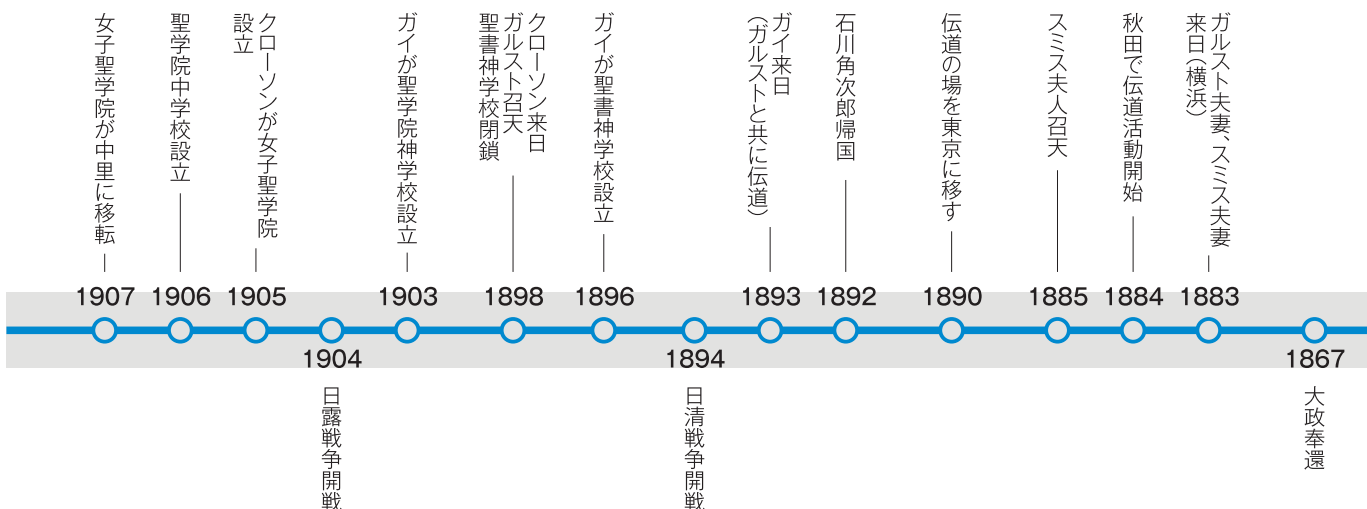 ガルスト夫妻、スミス夫妻
来日(横浜)
1883
秋田で伝道活動開始
1884
スミス夫人召天
1885
伝道の場を東京に移す
1890
石川角次郎帰国
1892
ガイ来日
(ガルストと共に伝道)
1893
ガイが聖書神学校設立
1896
クローソン来日
ガルスト召天
聖書神学校閉鎖
1898
ガイが聖学院神学校設立
1903
クローソンが女子聖学院
設立
1905
聖学院中学校設立
1906
女子聖学院が中里に移転
1907
1867
大政奉還
1894
日清戦争開戦
1904
日露戦争開戦